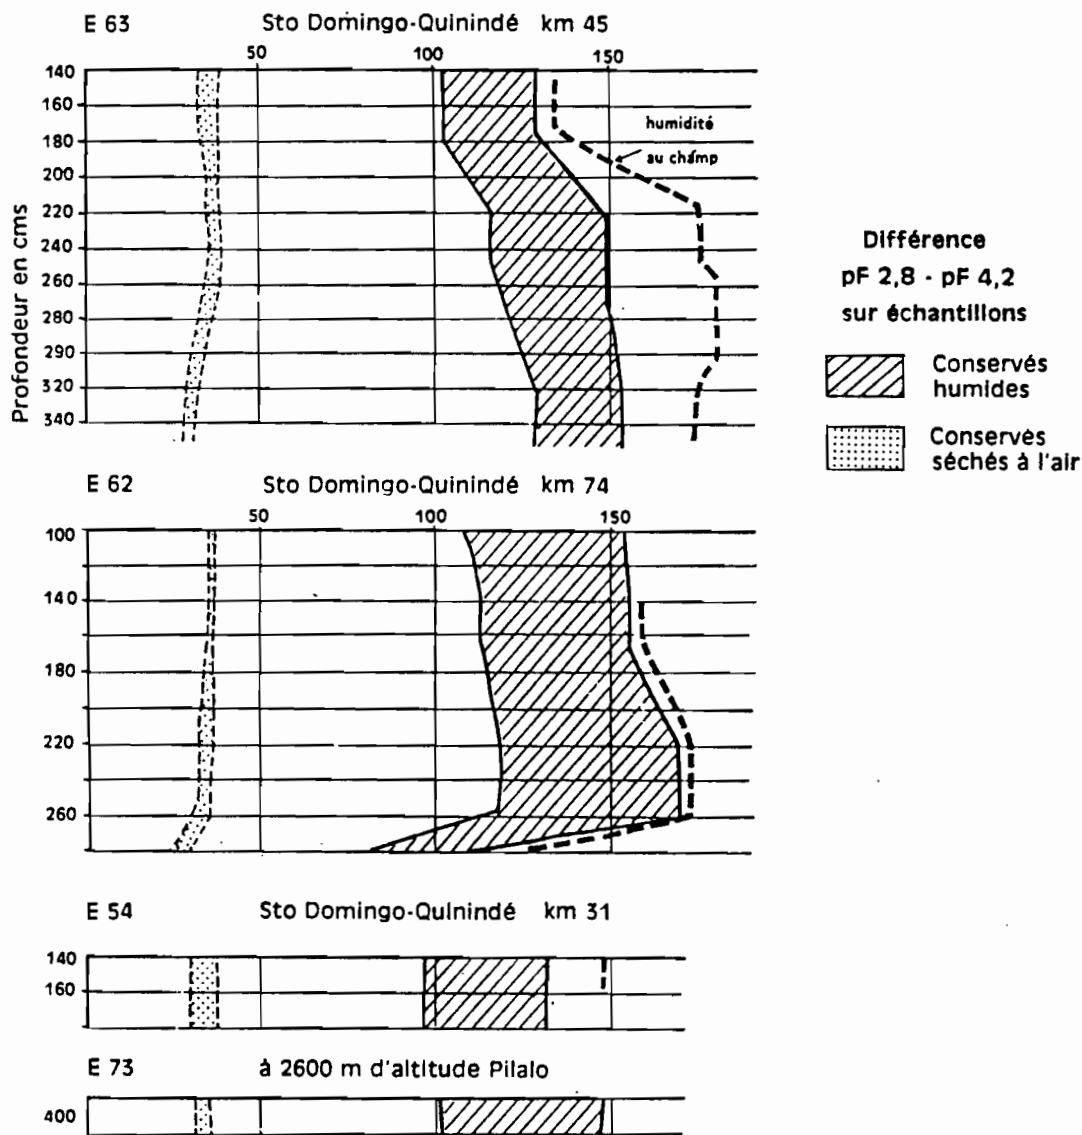 E 63 Sto Domingo-Quinindé km 45
50 100 150
140
160
180
200
220
240
260
280
290
320
340
Profondeur en cms
humidité
au champ
Différence
pF 2,8 - pF 4,2
sur échantillons
Conservés
humides
Conservés
séchés à l'air
E 62 Sto Domingo-Quinindé km 74
50 100 150
100
140
180
220
260
E 54 Sto Domingo-Quinindé km 31
140
160
E 73 à 2600 m d'altitude Pilalo
400